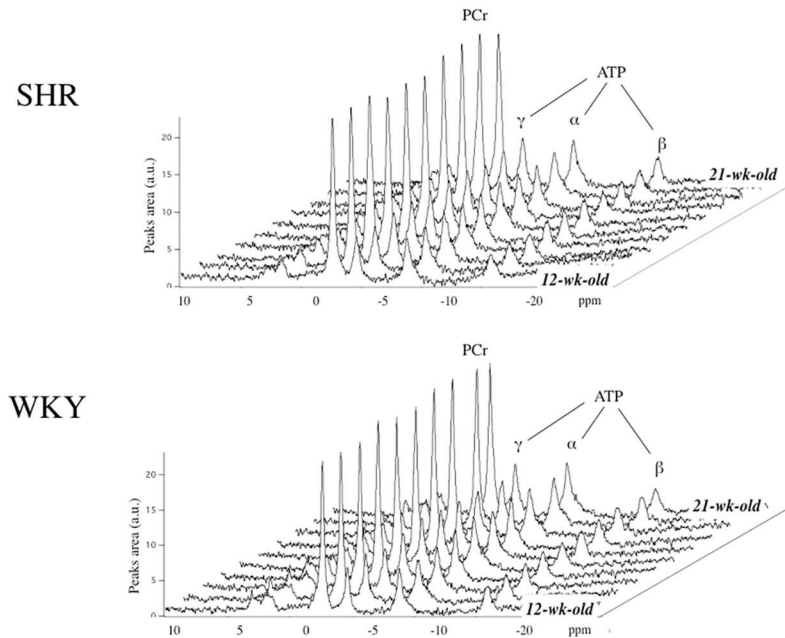 PCr
SHR
ATP
γ
α
β
21-wk-old
20
15
10
5
0
Peaks area (a.u.)
12-wk-old
10
5
0
-5
-10
-20
ppm
PCr
WKY
ATP
γ
α
β
21-wk-old
20
15
10
5
0
Peaks area (a.u.)
12-wk-old
10
5
0
-5
-10
-20
ppm